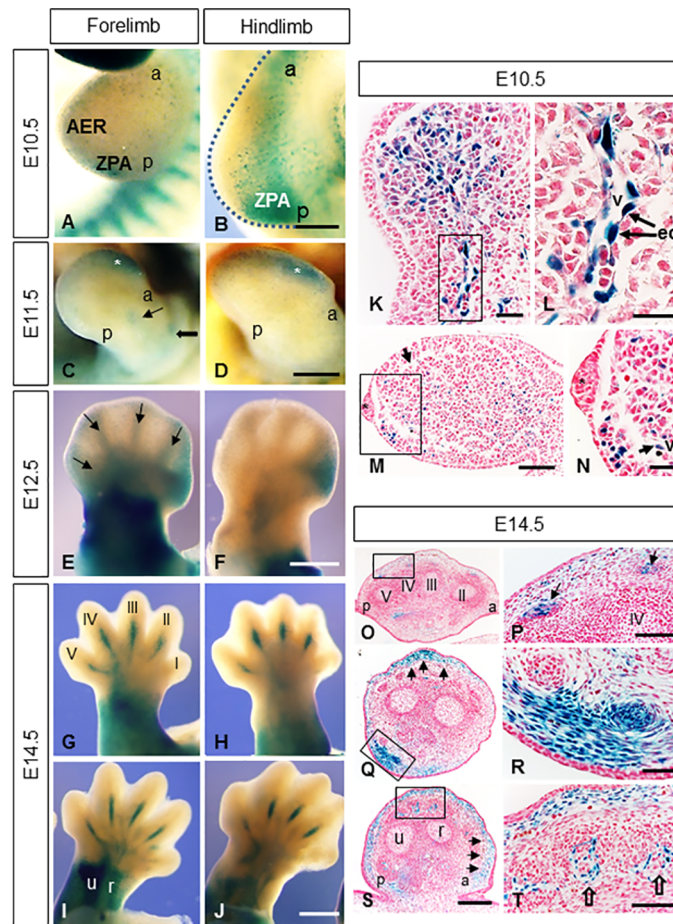 Forelimb Hindlimb
E10.5
a
AER
ZPA
p
A
a
ZPA
p
B
E11.5
*
a
p
C
*
a
p
D
E12.5
E
F
E14.5
I
II
III
IV
V
G
H
u
r
I
J
E10.5
K
v
ec
L
*
M
*
v
N
E14.5
V
IV
III
II
p
a
O
IV
P
Q
R
u
r
p
a
S
T